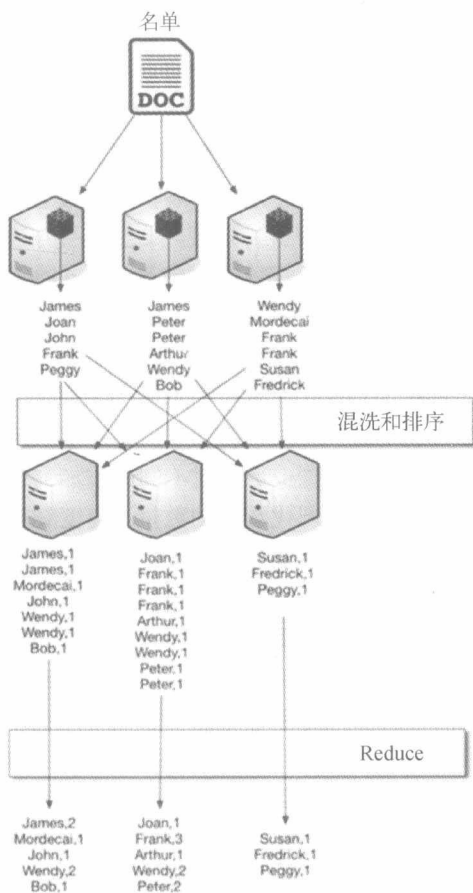 名单
DOC
James
Joan
John
Frank
Peggy
James
Peter
Peter
Arthur
Wendy
Bob
Wendy
Mordecai
Frank
Frank
Susan
Fredrick
混洗和排序
James,1
James,1
Mordecai,1
John,1
Wendy,1
Wendy,1
Bob,1
Joan,1
Frank,1
Frank,1
Frank,1
Arthur,1
Wendy,1
Wendy,1
Peter,1
Peter,1
Susan,1
Fredrick,1
Peggy,1
Reduce
James,2
Mordecai,1
John,1
Wendy,2
Bob,1
Joan,1
Frank,3
Arthur,1
Wendy,2
Peter,2
Susan,1
Fredrick,1
Peggy,1